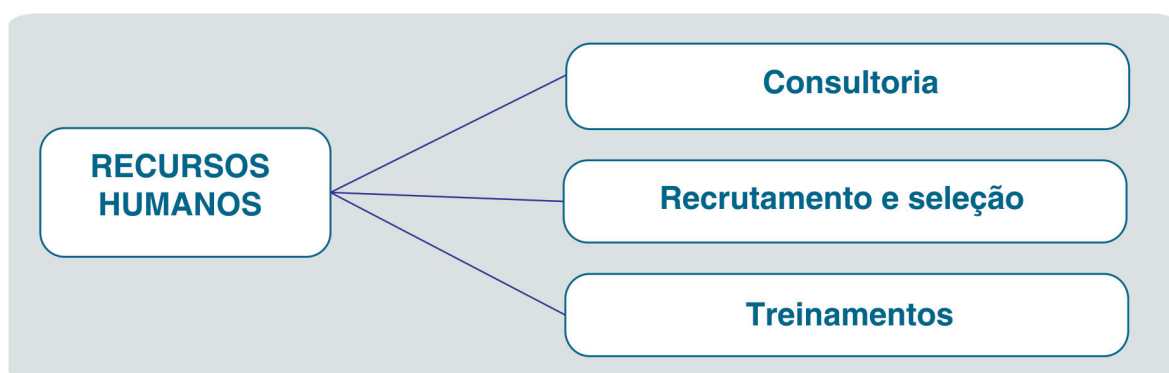 RECURSOS
HUMANOS
Consultoria
Recrutamento e seleção
Treinamentos